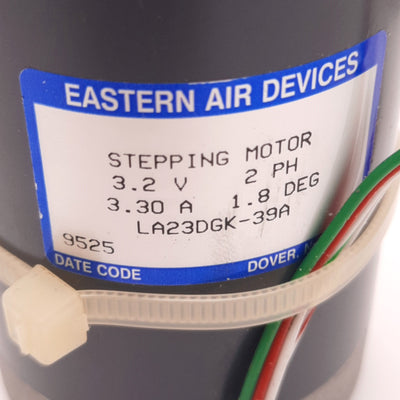 EASTERN AIR DEVICES
STEPPING MOTOR
3.2 V 2 PH
3.30 A 1.8 DEG
LA23DGK-39A
9525
DATE CODE DOVER, N